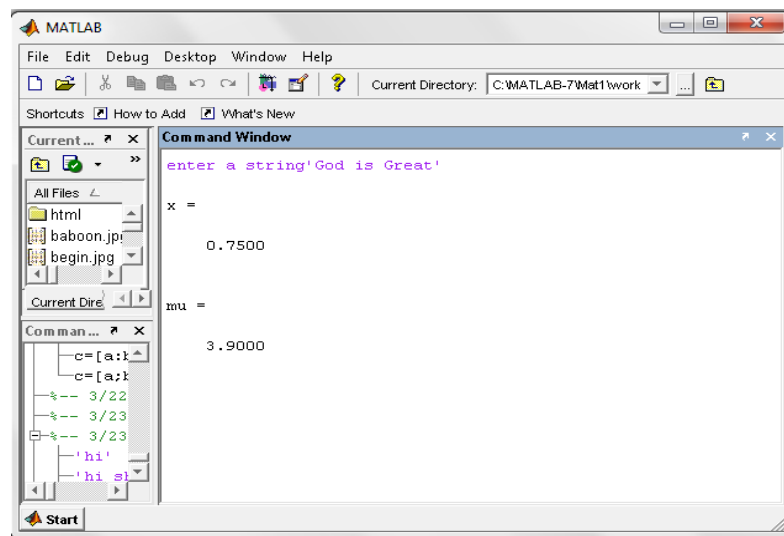 MATLAB
File Edit Debug Desktop Window Help
Current Directory: C:\MATLAB-7\Mat1\work ...
Shortcuts How to Add What's New
Current...
»
All Files
html
baboon.jp
begin.jpg
Current Dire
Comman...
c=[a:b
c=[a;b
%-- 3/22
%-- 3/23
%-- 3/23
'hi'
'hi sh
Command Window
enter a string'God is Great'
x =
0.7500
mu =
3.9000
Start